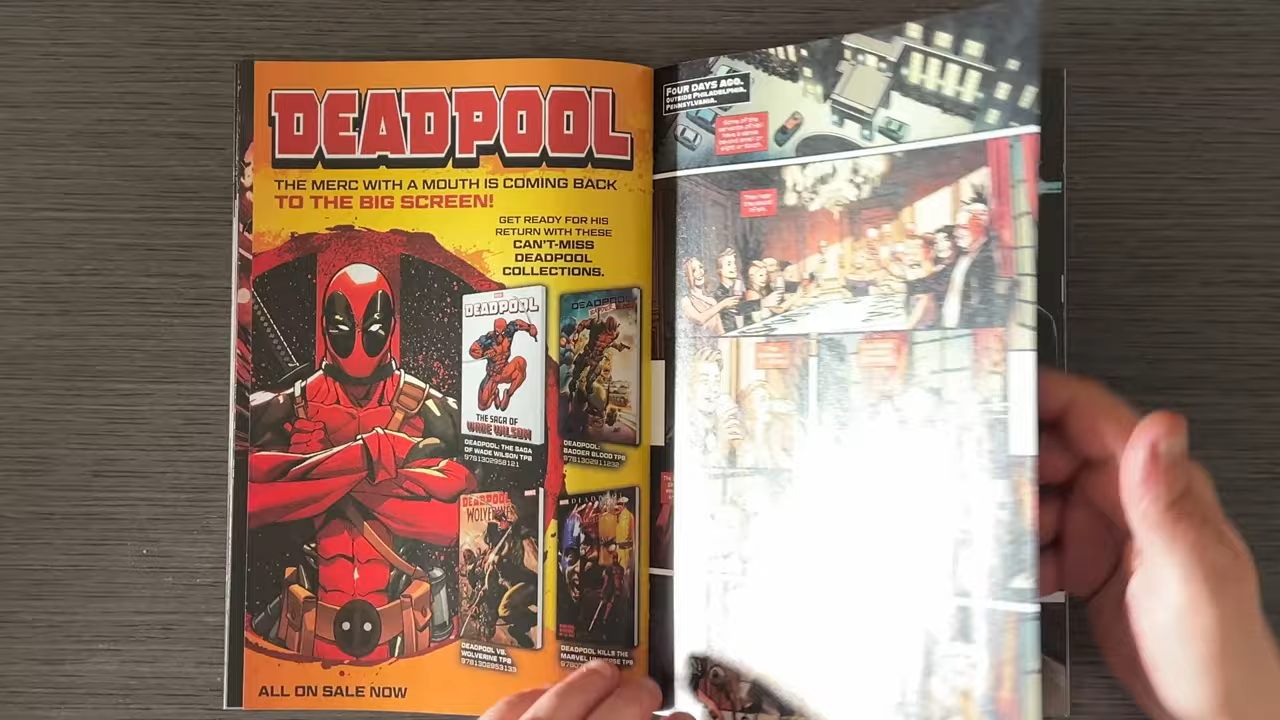 DEADPOOL
THE MERC WITH A MOUTH IS COMING BACK
TO THE BIG SCREEN!
GET READY FOR HIS
RETURN WITH THESE
CAN'T-MISS
DEADPOOL
COLLECTIONS.
DEADPOOL
THE SAGA OF
WADE WILSON
DEADPOOL: THE SAGA
OF WADE WILSON TPB
9781302958121
DEADPOOL
DEADPOOL:
BADDER BLOOD TPB
9781302911232
DEADPOOL
WOLVERINE
DEADPOOL VS.
WOLVERINE TPB
9781302953133
DEADPOOL
DEADPOOL KILLS THE
MARVEL UNIVERSE TPB
ALL ON SALE NOW
FOUR DAYS AGO.
OUTSIDE PHILADELPHIA,
PENNSYLVANIA.